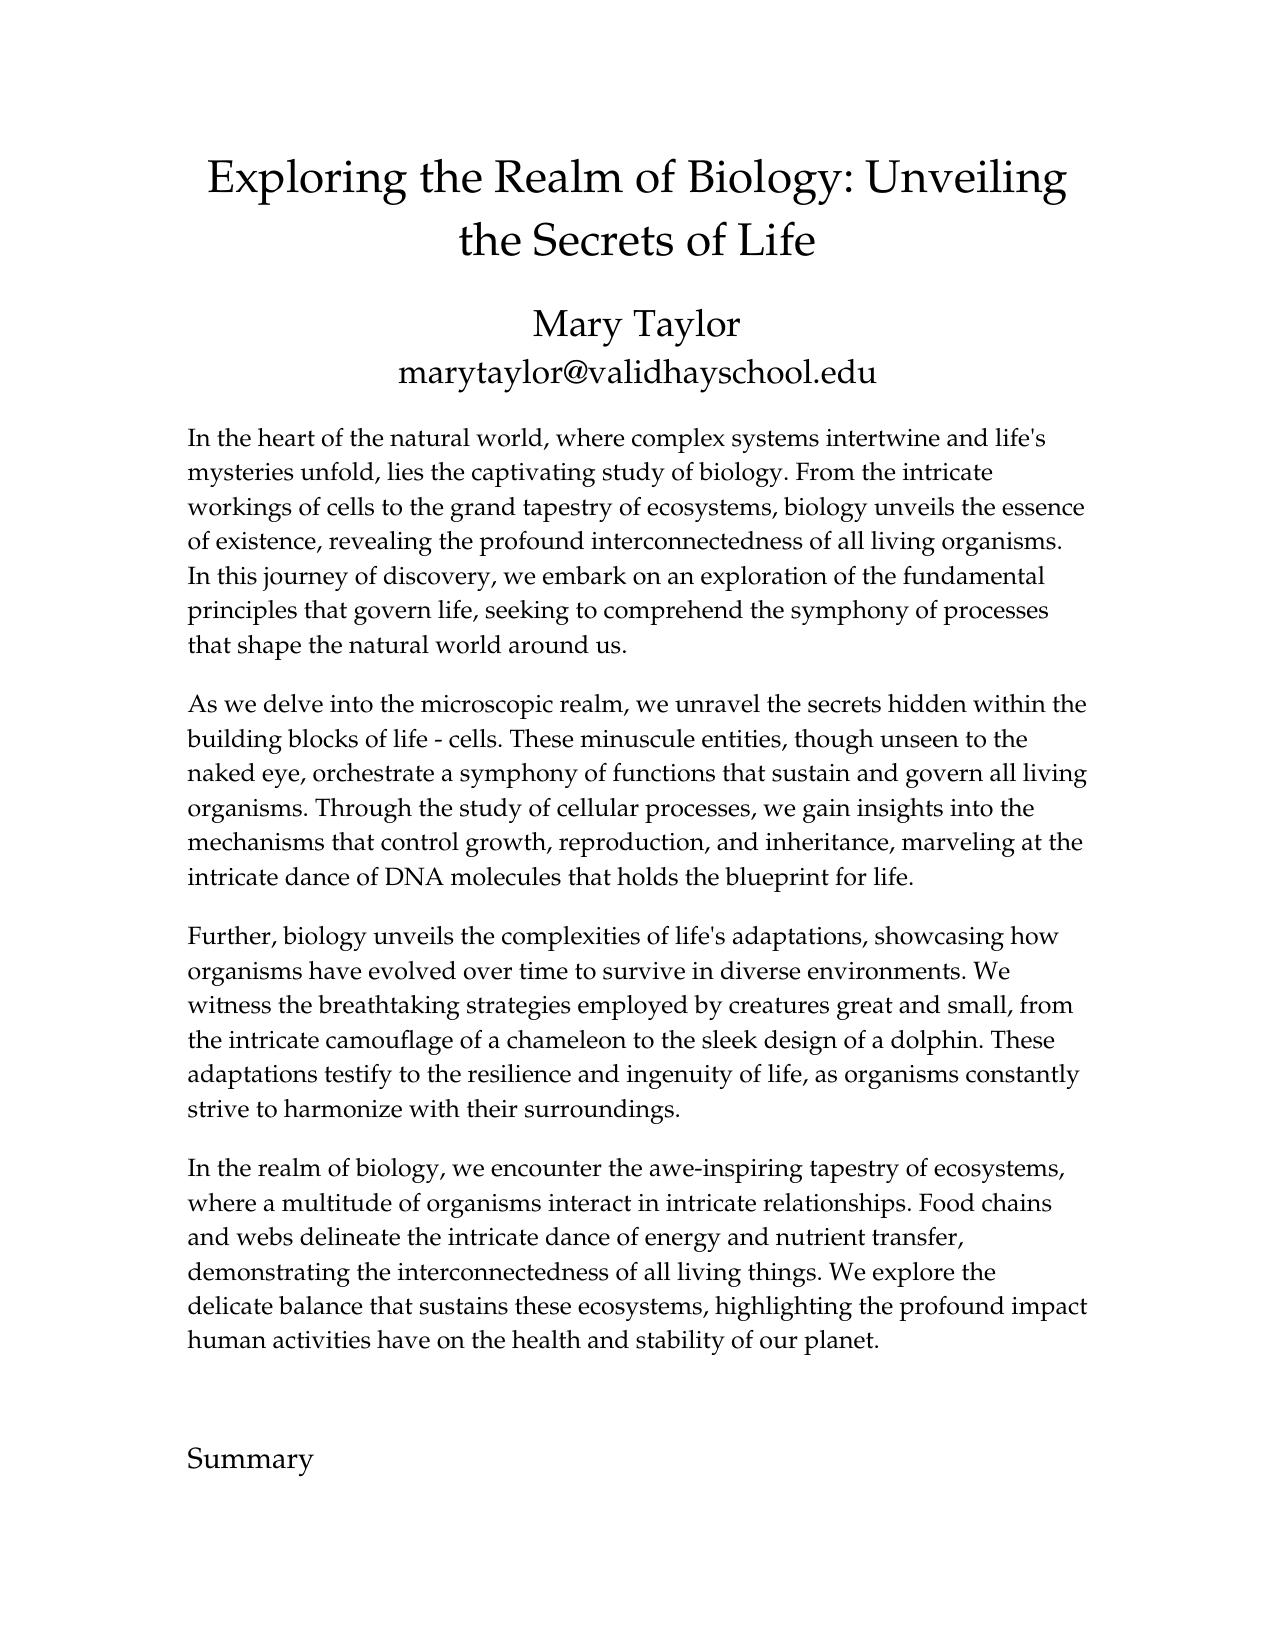 Exploring the Realm of Biology: Unveiling
the Secrets of Life
Mary Taylor
marytaylor@validhayschool.edu
In the heart of the natural world, where complex systems intertwine and life's
mysteries unfold, lies the captivating study of biology. From the intricate
workings of cells to the grand tapestry of ecosystems, biology unveils the essence
of existence, revealing the profound interconnectedness of all living organisms.
In this journey of discovery, we embark on an exploration of the fundamental
principles that govern life, seeking to comprehend the symphony of processes
that shape the natural world around us.
As we delve into the microscopic realm, we unravel the secrets hidden within the
building blocks of life - cells. These minuscule entities, though unseen to the
naked eye, orchestrate a symphony of functions that sustain and govern all living
organisms. Through the study of cellular processes, we gain insights into the
mechanisms that control growth, reproduction, and inheritance, marveling at the
intricate dance of DNA molecules that holds the blueprint for life.
Further, biology unveils the complexities of life's adaptations, showcasing how
organisms have evolved over time to survive in diverse environments. We
witness the breathtaking strategies employed by creatures great and small, from
the intricate camouflage of a chameleon to the sleek design of a dolphin. These
adaptations testify to the resilience and ingenuity of life, as organisms constantly
strive to harmonize with their surroundings.
In the realm of biology, we encounter the awe-inspiring tapestry of ecosystems,
where a multitude of organisms interact in intricate relationships. Food chains
and webs delineate the intricate dance of energy and nutrient transfer,
demonstrating the interconnectedness of all living things. We explore the
delicate balance that sustains these ecosystems, highlighting the profound impact
human activities have on the health and stability of our planet.
Summary